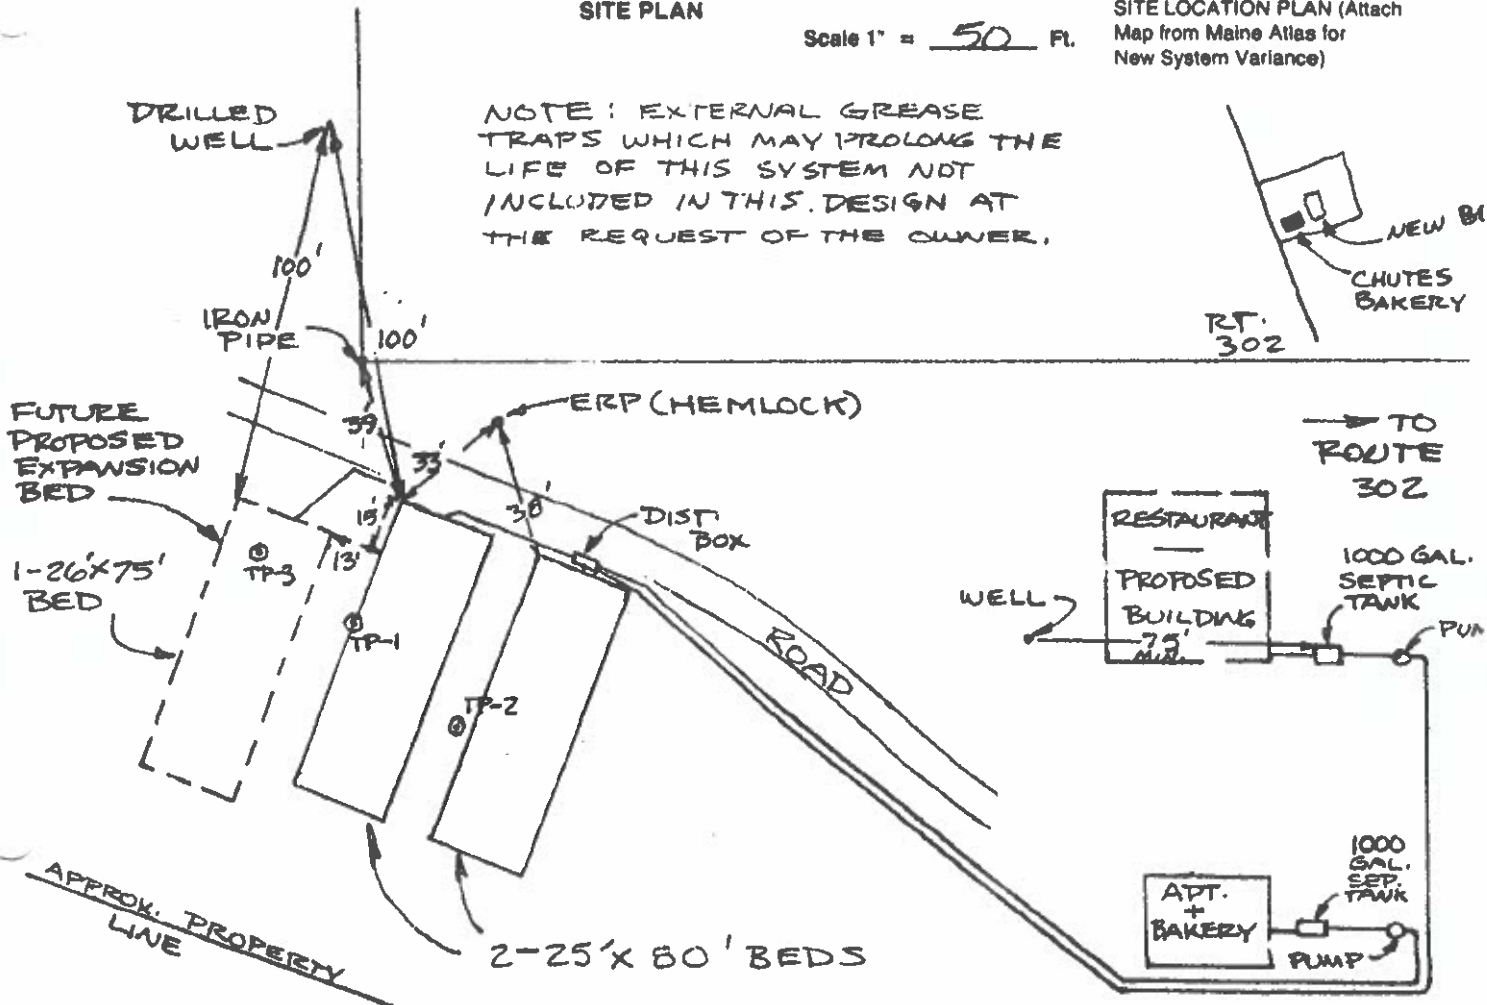 SITE PLAN
Scale 1" = 50 Ft.
SITE LOCATION PLAN (Attach
Map from Maine Atlas for
New System Variance)
DRILLED
WELL
NOTE: EXTERNAL GREASE
TRAPS WHICH MAY PROLONG THE
LIFE OF THIS SYSTEM NOT
INCLUDED IN THIS. DESIGN AT
THE REQUEST OF THE OWNER.
NEW
CHUTES
BAKERY
RT.
302
100'
IRON
PIPE
100'
ERP (HEMLOCK)
FUTURE
PROPOSED
EXPANSION
BED
39'
33'
38'
15'
13'
DIST.
BOX
TO
ROUTE
302
RESTAURANT
PROPOSED
BUILDING
75'
MIN.
1000 GAL.
SEPTIC
TANK
WELL
TP-3
1-26'X75'
BED
TP-1
TP-2
ROAD
1000
GAL.
SEP.
TANK
APT.
+
BAKERY
PUMP
APPROX. PROPERTY
LINE
2-25'X 80' BEDS